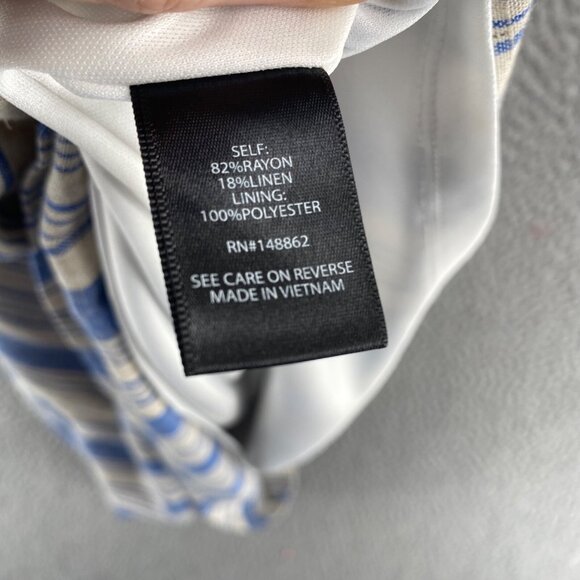 SELF:
82%RAYON
18%LINEN
LINING:
100%POLYESTER
RN#148862
SEE CARE ON REVERSE
MADE IN VIETNAM